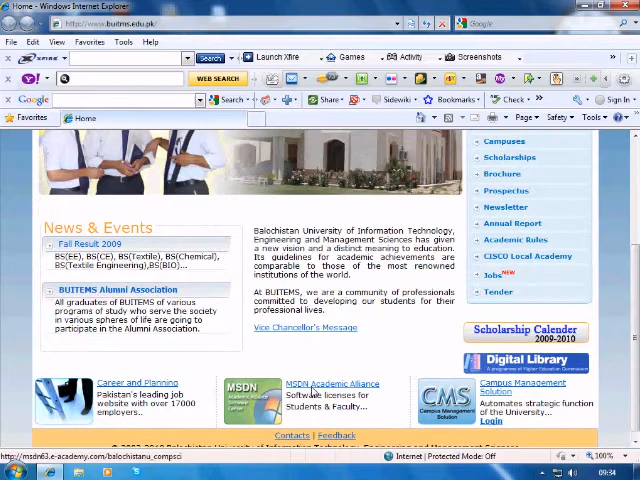 Home - Windows Internet Explorer
http://www.buitms.edu.pk/
Google
File Edit View Favorites Tools Help
XFIRE Search Launch Xfire Games Activity Screenshots
Y! WEB SEARCH
Google Search Share Sidewiki Bookmarks Check Sign In
Favorites Home Page Safety Tools
Campuses
Scholarships
Brochure
Prospectus
Newsletter
Annual Report
Academic Rules
CISCO Local Academy
Jobs NEW
Tender
News & Events
Fall Result 2009
BS(EE), BS(CE), BS(Textile), BS(Chemical),
BS(Textile Engineering),BS(BIO)...
BUITEMS Alumni Association
All graduates of BUITEMS of various
programs of study who serve the society
in various spheres of life are going to
participate in the Alumni Association.
Balochistan University of Information Technology,
Engineering and Management Sciences has given
a new vision and a distinct meaning to education.
Its guidelines for academic achievements are
comparable to those of the most renowned
institutions of the world.
At BUITEMS, we are a community of professionals
committed to developing our students for their
professional lives.
Vice Chancellor's Message
Scholarship Calender
2009-2010
Digital Library
Career and Planning
Pakistan's leading job
website with over 17000
employers..
MSDN
MSDN Academic Alliance
Software licenses for
Students & Faculty...
CMS
Campus Management
Solution
Campus Management
Solution
Automates strategic function
of the University...
Login
Contacts | Feedback
http://msdn63.e-academy.com/balochistanu_compsci
Internet | Protected Mode: Off
100%
09:34